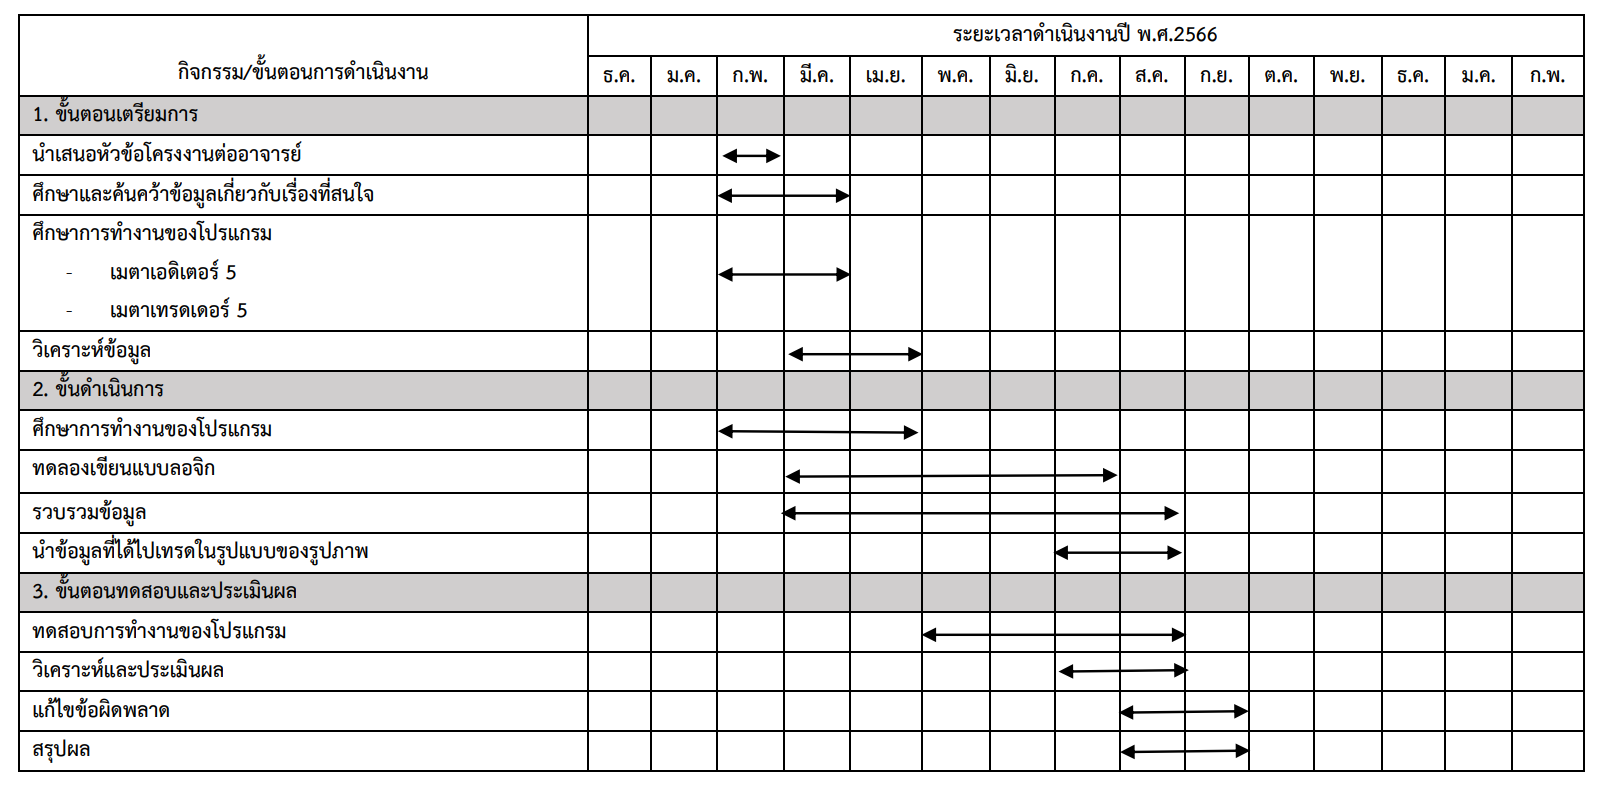 ระยะเวลาดำเนินงานปี พ.ศ.2566
กิจกรรม/ขั้นตอนการดำเนินงาน
ธ.ค. ม.ค. ก.พ. มี.ค. เม.ย. พ.ค. มิ.ย. ก.ค. ส.ค. ก.ย. ต.ค. พ.ย. ธ.ค. ม.ค. ก.พ.
1. ขั้นตอนเตรียมการ
นำเสนอหัวข้อโครงงานต่ออาจารย์
ศึกษาและค้นคว้าข้อมูลเกี่ยวกับเรื่องที่สนใจ
ศึกษาการทำงานของโปรแกรม
- เมตาเอดิเตอร์ 5
- เมตาเทรดเดอร์ 5
วิเคราะห์ข้อมูล
2. ขั้นดำเนินการ
ศึกษาการทำงานของโปรแกรม
ทดลองเขียนแบบลอจิก
รวบรวมข้อมูล
นำข้อมูลที่ได้ไปเทรดในรูปแบบของรูปภาพ
3. ขั้นตอนทดสอบและประเมินผล
ทดสอบการทำงานของโปรแกรม
วิเคราะห์และประเมินผล
แก้ไขข้อผิดพลาด
สรุปผล